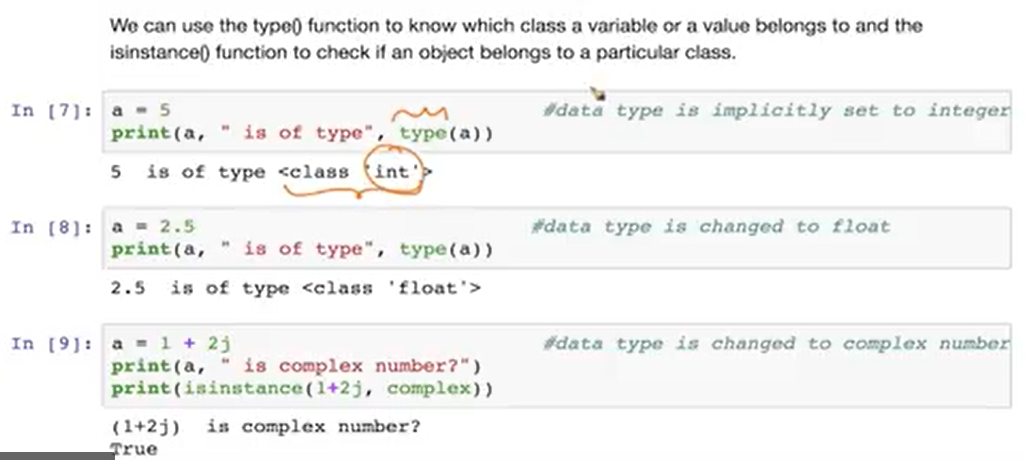 We can use the type() function to know which class a variable or a value belongs to and the
isinstance() function to check if an object belongs to a particular class.
In [7]: a = 5 #data type is implicitly set to integer
print(a, " is of type", type(a))
5  is of type <class 'int'>
In [8]: a = 2.5 #data type is changed to float
print(a, " is of type", type(a))
2.5  is of type <class 'float'>
In [9]: a = 1 + 2j #data type is changed to complex number
print(a, " is complex number?")
print(isinstance(1+2j, complex))
(1+2j)  is complex number?
True